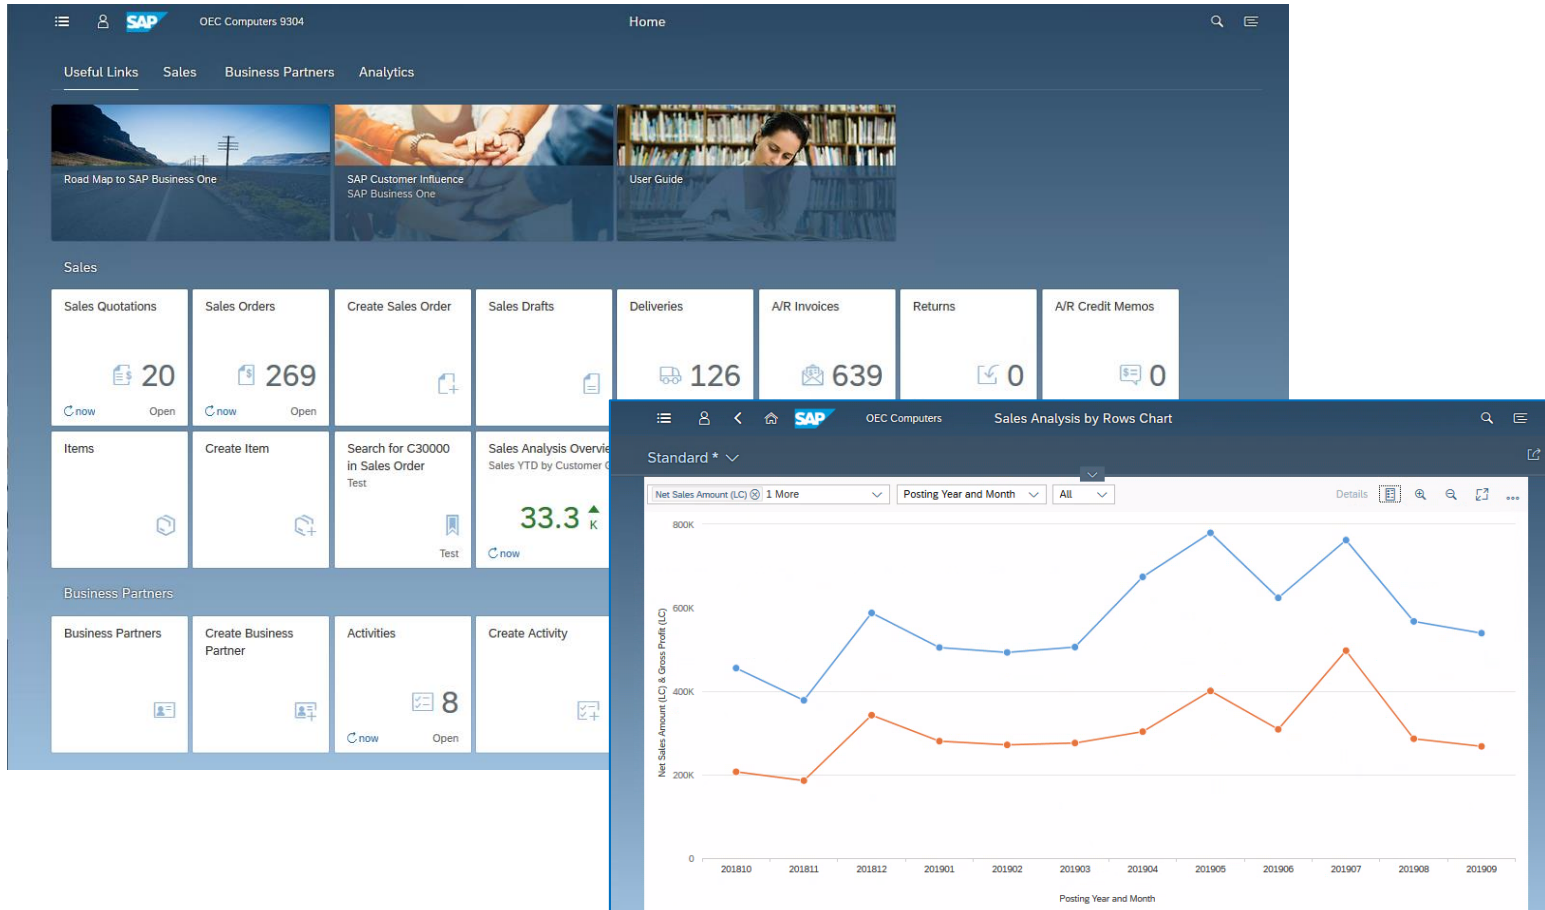 SAP
OEC Computers 9304
Home
Useful Links
Sales
Business Partners
Analytics
Road Map to SAP Business One
SAP Customer Influence
SAP Business One
User Guide
Sales
Sales Quotations
20
now
Open
Sales Orders
269
now
Open
Create Sales Order
Sales Drafts
Deliveries
126
A/R Invoices
639
Returns
0
A/R Credit Memos
0
Items
Create Item
Search for C30000
in Sales Order
Test
Test
Sales Analysis Overvie
Sales YTD by Customer
33.3
K
now
Business Partners
Business Partners
Create Business
Partner
Activities
8
now
Open
Create Activity
SAP
OEC Computers
Sales Analysis by Rows Chart
Standard *
Net Sales Amount (LC)
1 More
Posting Year and Month
All
Details
Net Sales Amount (LC) & Gross Profit (LC)
800K
600K
400K
200K
0
201810
201811
201812
201901
201902
201903
201904
201905
201906
201907
201908
201909
Posting Year and Month